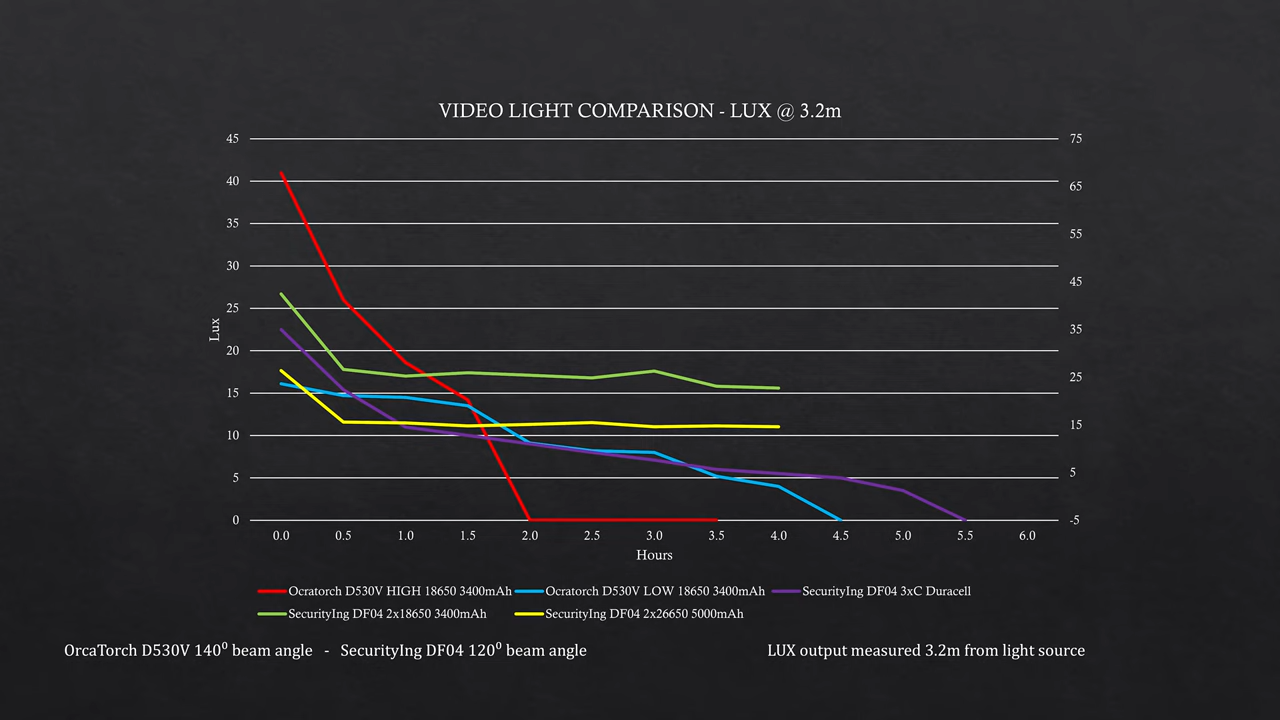 VIDEO LIGHT COMPARISON - LUX @ 3.2m
45
40
35
30
25
20
15
10
5
0
Lux
75
65
55
45
35
25
15
5
-5
0.0 0.5 1.0 1.5 2.0 2.5 3.0 3.5 4.0 4.5 5.0 5.5 6.0
Hours
Ocratorch D530V HIGH 18650 3400mAh Ocratorch D530V LOW 18650 3400mAh SecurityIng DF04 3xC Duracell
SecurityIng DF04 2x18650 3400mAh SecurityIng DF04 2x26650 5000mAh
OrcaTorch D530V 140⁰ beam angle - SecurityIng DF04 120⁰ beam angle LUX output measured 3.2m from light source